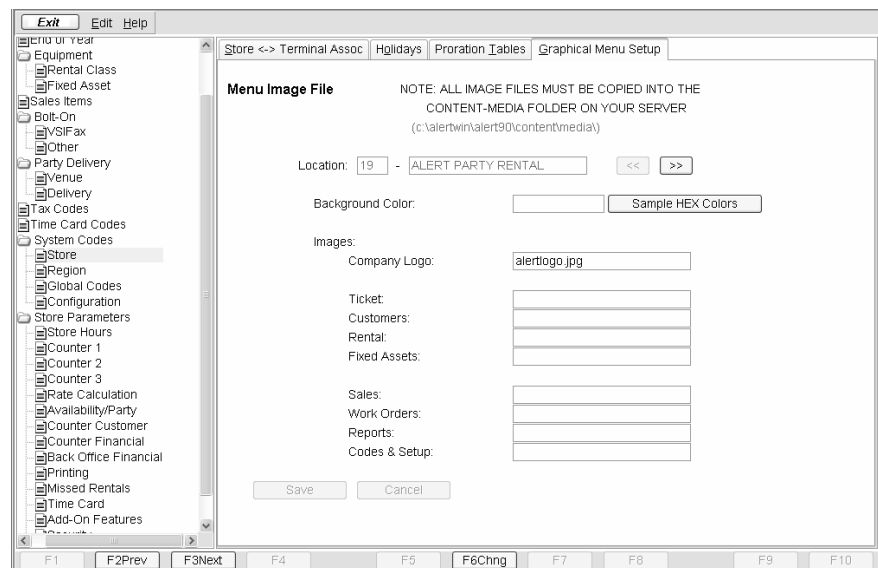 Exit Edit Help
End of Year
Equipment
Rental Class
Fixed Asset
Sales Items
Bolt-On
VSIFax
Other
Party Delivery
Venue
Delivery
Tax Codes
Time Card Codes
System Codes
Store
Region
Global Codes
Configuration
Store Parameters
Store Hours
Counter 1
Counter 2
Counter 3
Rate Calculation
Availability/Party
Counter Customer
Counter Financial
Back Office Financial
Printing
Missed Rentals
Time Card
Add-On Features
Security
Store <-> Terminal Assoc Holidays Proration Tables Graphical Menu Setup
Menu Image File NOTE: ALL IMAGE FILES MUST BE COPIED INTO THE
CONTENT-MEDIA FOLDER ON YOUR SERVER
(c:\alertwin\alert90\content\media\)
Location: 19 - ALERT PARTY RENTAL << >>
Background Color: Sample HEX Colors
Images:
Company Logo: alertlogo.jpg
Ticket:
Customers:
Rental:
Fixed Assets:
Sales:
Work Orders:
Reports:
Codes & Setup:
Save Cancel
F1 F2Prev F3Next F4 F5 F6Chng F7 F8 F9 F10